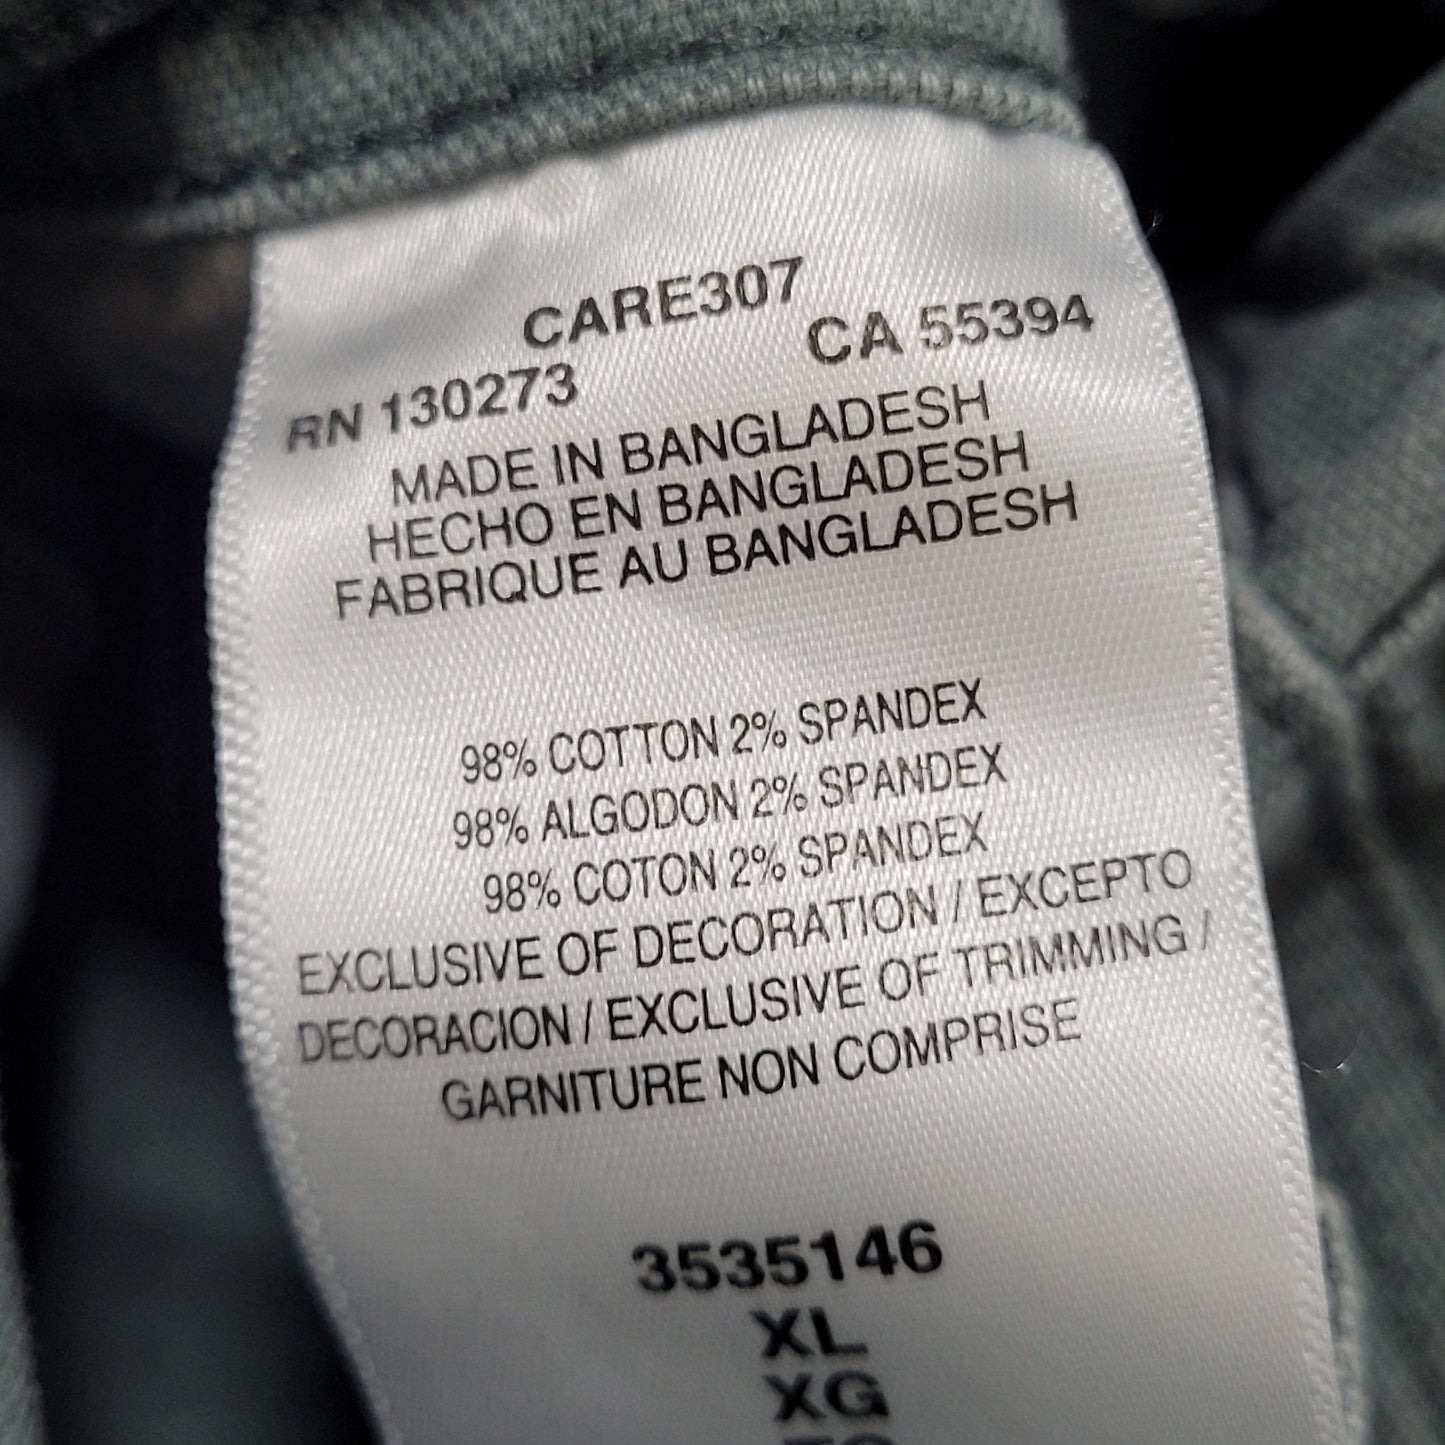 CARE307
RN 130273 CA 55394
MADE IN BANGLADESH
HECHO EN BANGLADESH
FABRIQUE AU BANGLADESH
98% COTTON 2% SPANDEX
98% ALGODON 2% SPANDEX
98% COTON 2% SPANDEX
EXCLUSIVE OF DECORATION / EXCEPTO
DECORACION / EXCLUSIVE OF TRIMMING /
GARNITURE NON COMPRISE
3535146
XL
XG